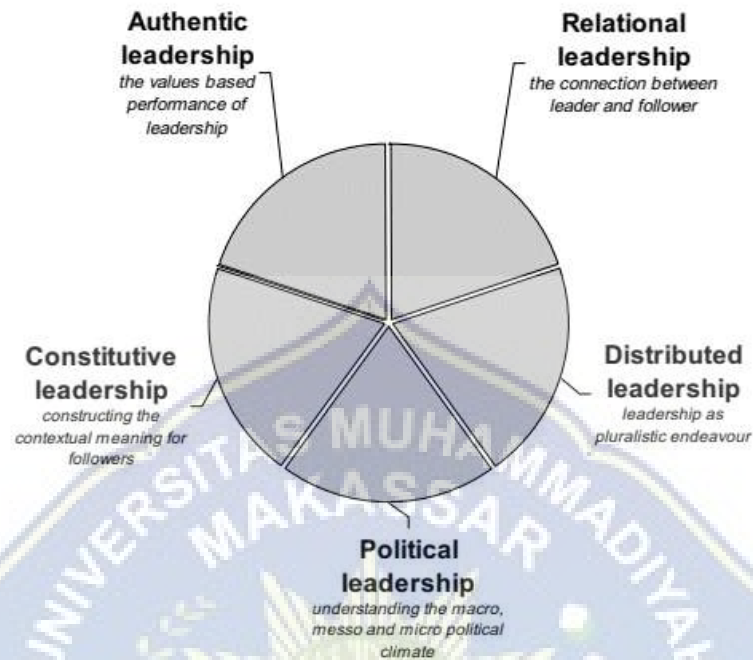 Authentic
leadership
the values based
performance of
leadership
Relational
leadership
the connection between
leader and follower
Constitutive
leadership
constructing the
contextual meaning for
followers
Distributed
leadership
leadership as
pluralistic endeavour
Political
leadership
understanding the macro,
messo and micro political
climate
UNIVERSITAS MUHAMMADIYAH
MAKASSAR